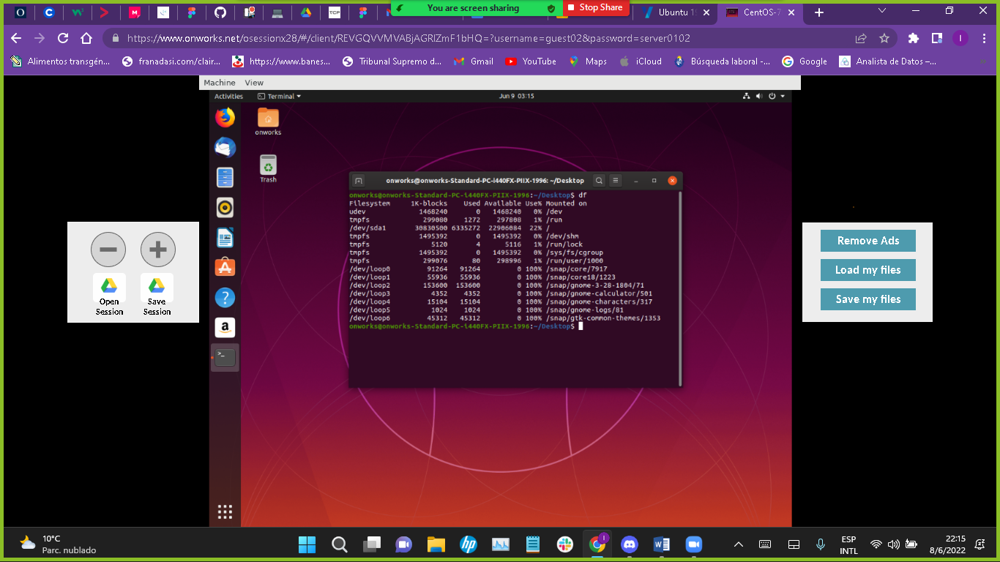 You are screen sharing
Stop Share
TCP
Ubuntu 1
CentOS-7
https://www.onworks.net/osessionx28/#/client/REVGQVVMVABjAGRlZmF1bHQ=?username=guest02&password=server0102
Alimentos transgén...
franadasi.com/clair...
https://www.banes...
Tribunal Supremo d...
Gmail
YouTube
Maps
iCloud
Búsqueda laboral -...
Google
Analista de Datos –...
Machine View
Activities
Terminal
Jun 9 03:15
onworks
Trash
onworks@onworks-Standard-PC-i440FX-PIIX-1996: ~/Desktop
onworks@onworks-Standard-PC-i440FX-PIIX-1996:~/Desktop$ df
Filesystem 1K-blocks Used Available Use% Mounted on
udev 1468240 0 1468240 0% /dev
tmpfs 299080 1272 297808 1% /run
/dev/sda1 30830500 6335272 22906084 22% /
tmpfs 1495392 0 1495392 0% /dev/shm
tmpfs 5120 4 5116 1% /run/lock
tmpfs 1495392 0 1495392 0% /sys/fs/cgroup
tmpfs 299076 80 298996 1% /run/user/1000
/dev/loop0 91264 91264 0 100% /snap/core/7917
/dev/loop1 55936 55936 0 100% /snap/core18/1223
/dev/loop2 153600 153600 0 100% /snap/gnome-3-28-1804/71
/dev/loop3 4352 4352 0 100% /snap/gnome-calculator/501
/dev/loop4 15104 15104 0 100% /snap/gnome-characters/317
/dev/loop5 1024 1024 0 100% /snap/gnome-logs/81
/dev/loop6 45312 45312 0 100% /snap/gtk-common-themes/1353
onworks@onworks-Standard-PC-i440FX-PIIX-1996:~/Desktop$
Open Session
Save Session
Remove Ads
Load my files
Save my files
10°C
Parc. nublado
ESP
INTL
22:15
8/6/2022